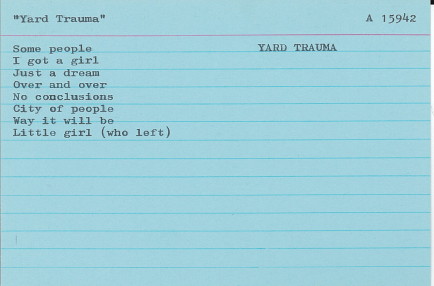 "Yard Trauma" A 15942
Some people YARD TRAUMA
I got a girl
Just a dream
Over and over
No conclusions
City of people
Way it will be
Little girl (who left)